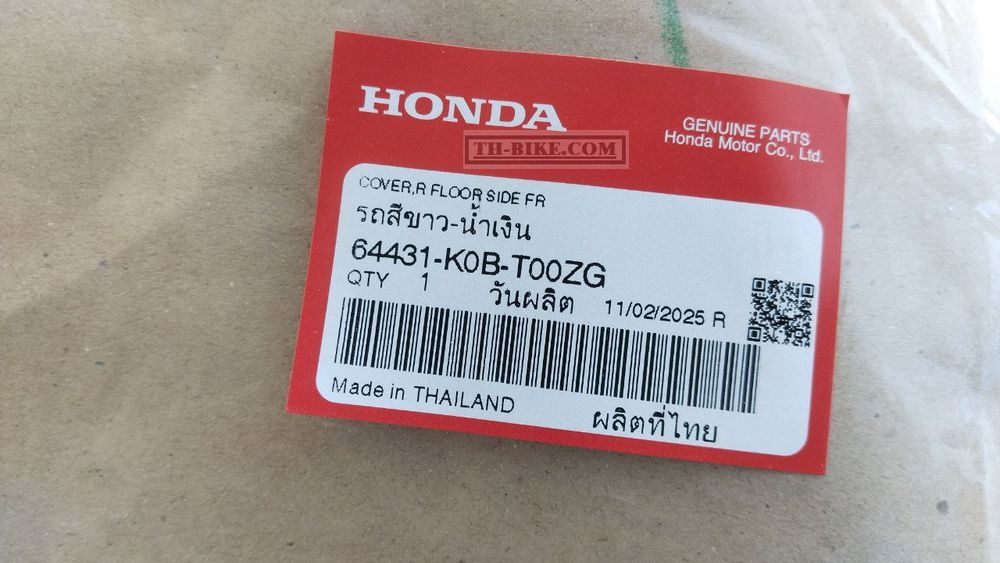 HONDA
GENUINE PARTS
Honda Motor Co., Ltd.
TH-BIKE.COM
COVER,R FLOOR SIDE FR
รถสีขาว-น้ำเงิน
64431-K0B-T00ZG
QTY 1 วันผลิต 11/02/2025 R
Made in THAILAND
ผลิตที่ไทย